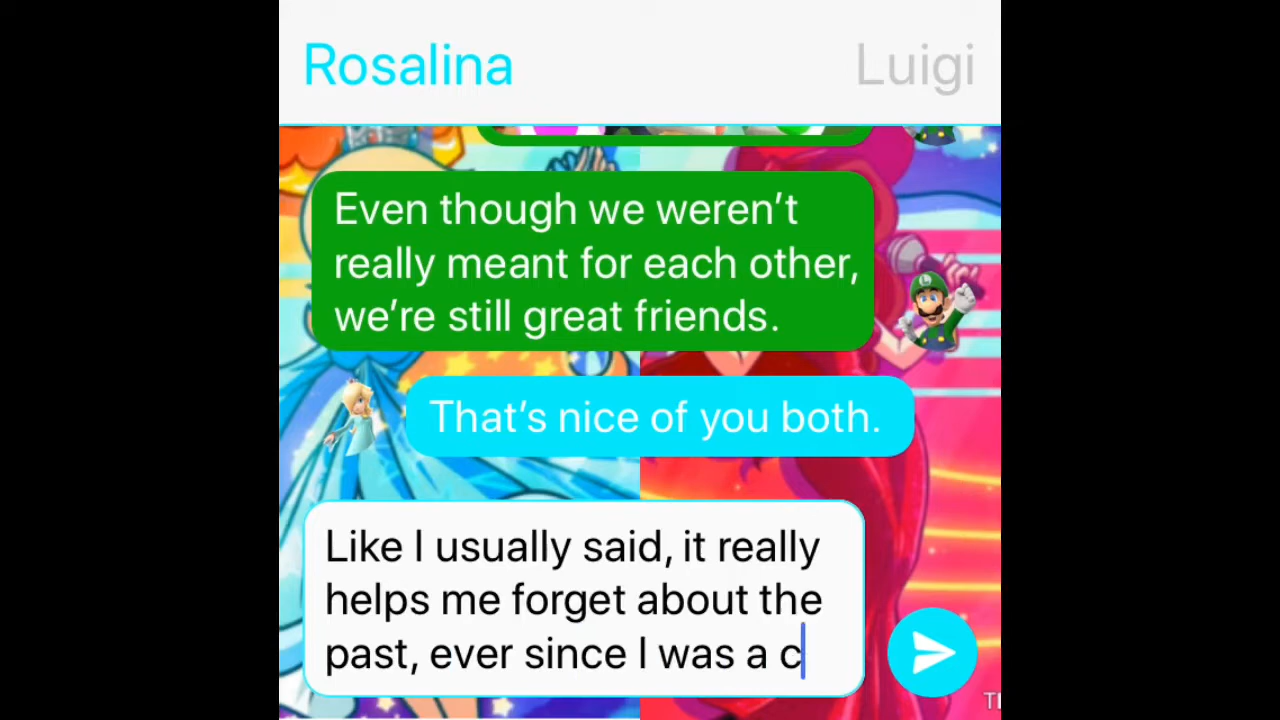 Rosalina
Luigi
Even though we weren’t
really meant for each other,
we’re still great friends.
That’s nice of you both.
Like I usually said, it really
helps me forget about the
past, ever since I was a c